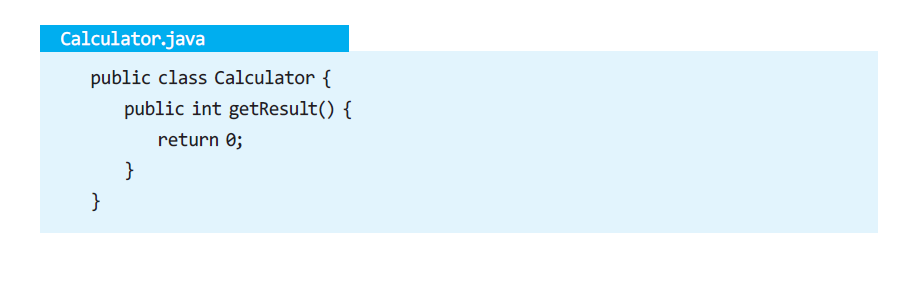 Calculator.java
public class Calculator {
public int getResult() {
return 0;
}
}